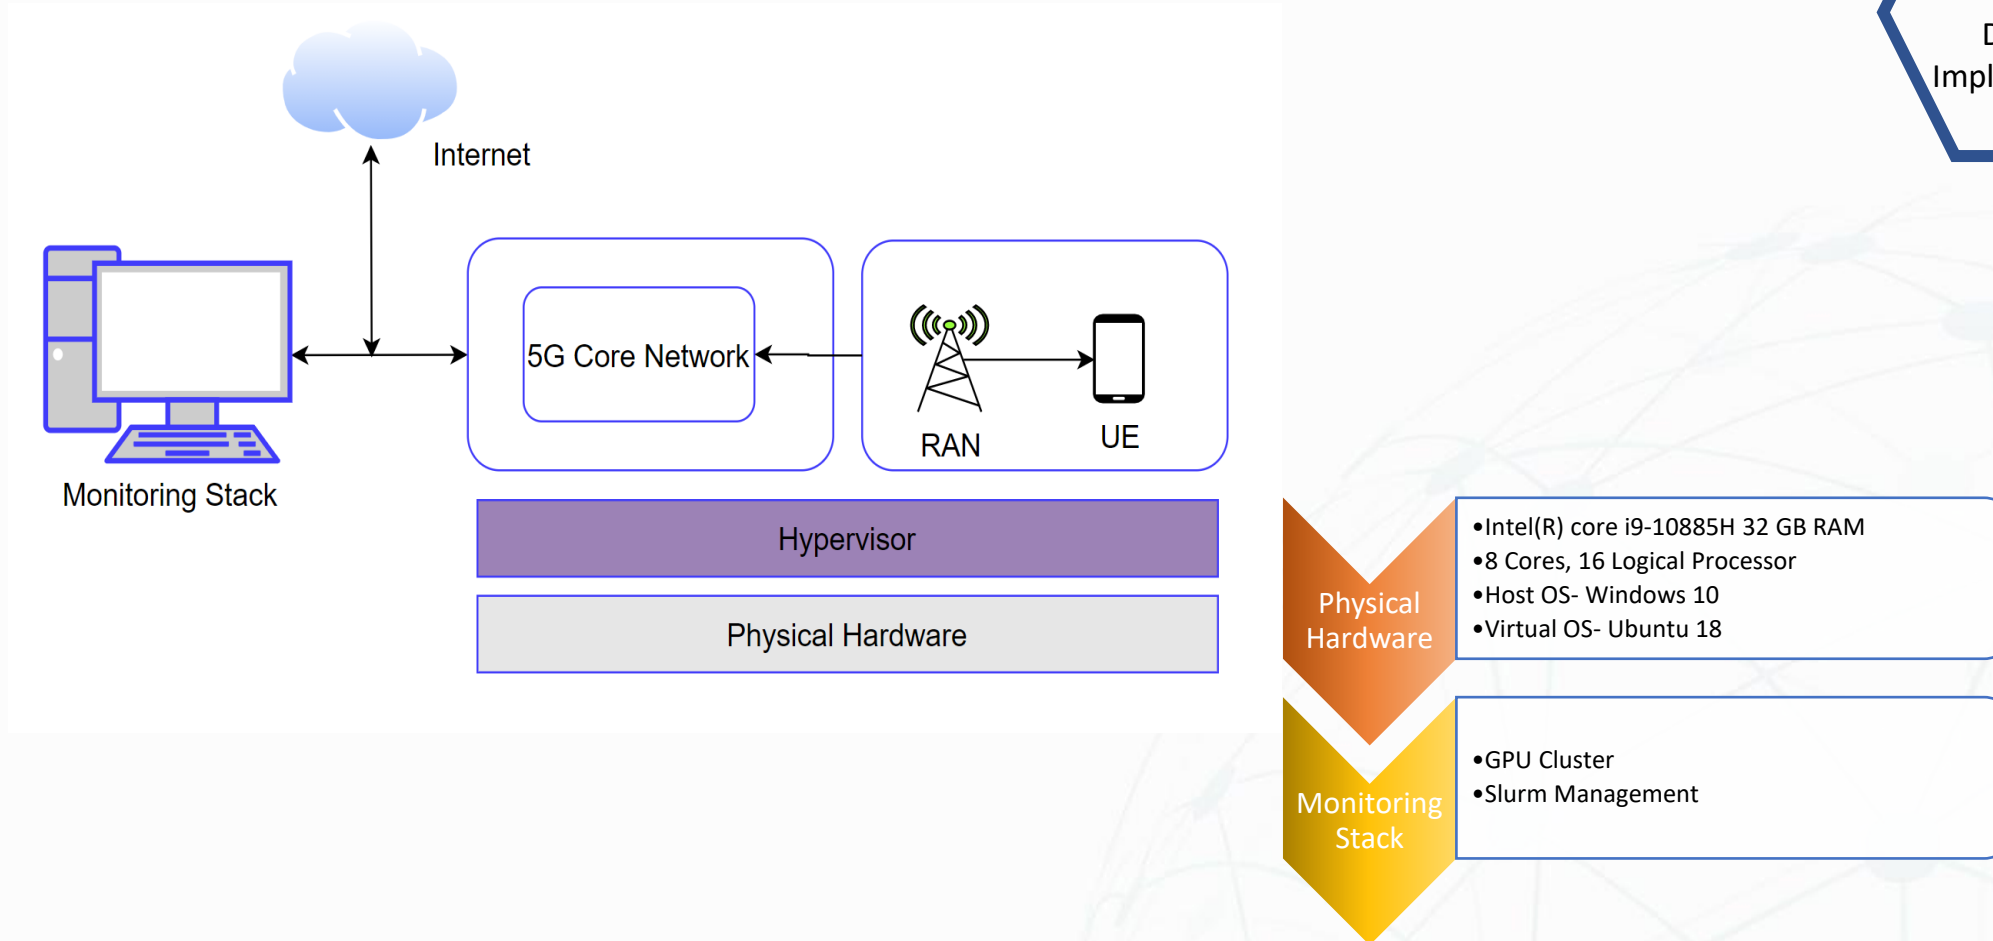 Internet
Monitoring Stack
5G Core Network
RAN
UE
Hypervisor
Physical Hardware
Physical
Hardware
•Intel(R) core i9-10885H 32 GB RAM
•8 Cores, 16 Logical Processor
•Host OS- Windows 10
•Virtual OS- Ubuntu 18
Monitoring
Stack
•GPU Cluster
•Slurm Management